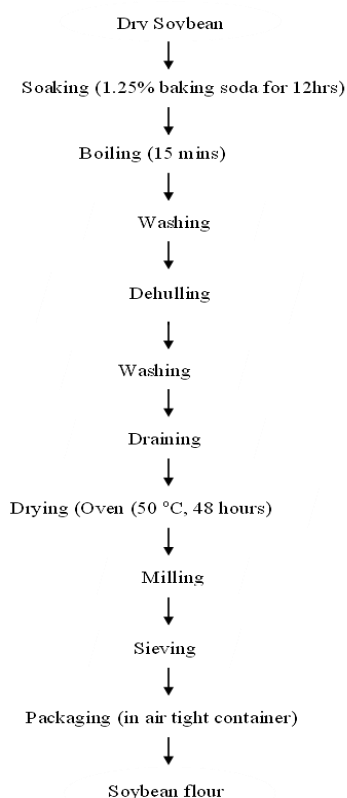 Dry Soybean
Soaking (1.25% baking soda for 12hrs)
Boiling (15 mins)
Washing
Dehulling
Washing
Draining
Drying (Oven (50 °C, 48 hours)
Milling
Sieving
Packaging (in air tight container)
Soybean flour